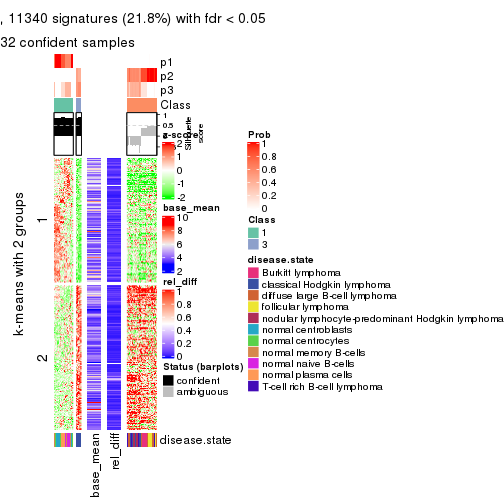 , 11340 signatures (21.8%) with fdr < 0.05
32 confident samples
p1
p2
p3
Class
1
0.5
0
Silhouette
score
z-score
2
1
0
-1
-2
base_mean
10
8
6
4
2
rel_diff
1
0.8
0.6
0.4
0.2
0
Status (barplots)
confident
ambiguous
Prob
1
0.8
0.6
0.4
0.2
0
Class
1
3
disease.state
Burkitt lymphoma
classical Hodgkin lymphoma
diffuse large B-cell lymphoma
follicular lymphoma
nodular lymphocyte-predominant Hodgkin lymphoma
normal centroblasts
normal centrocytes
normal memory B-cells
normal naive B-cells
normal plasma cells
T-cell rich B-cell lymphoma
k-means with 2 groups
1
2
disease.state
base_mean
rel_diff